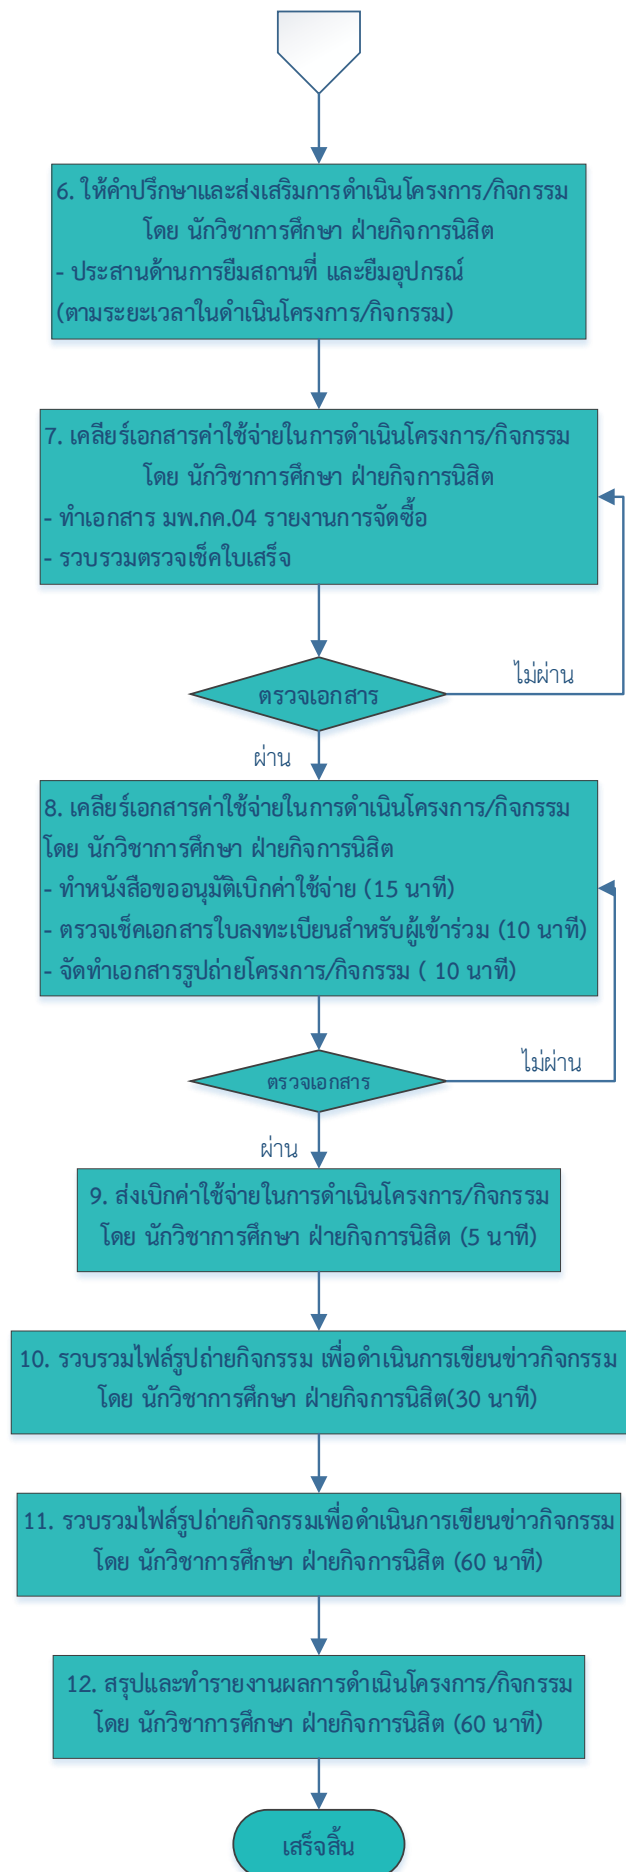 6. ให้คำปรึกษาและส่งเสริมการดำเนินโครงการ/กิจกรรม
โดย นักวิชาการศึกษา ฝ่ายกิจการนิสิต
- ประสานด้านการยืมสถานที่ และยืมอุปกรณ์
(ตามระยะเวลาในดำเนินโครงการ/กิจกรรม)
7. เคลียร์เอกสารค่าใช้จ่ายในการดำเนินโครงการ/กิจกรรม
โดย นักวิชาการศึกษา ฝ่ายกิจการนิสิต
- ทำเอกสาร มพ.กค.04 รายงานการจัดซื้อ
- รวบรวมตรวจเช็คใบเสร็จ
ไม่ผ่าน
ตรวจเอกสาร
ผ่าน
8. เคลียร์เอกสารค่าใช้จ่ายในการดำเนินโครงการ/กิจกรรม
โดย นักวิชาการศึกษา ฝ่ายกิจการนิสิต
- ทำหนังสือขออนุมัติเบิกค่าใช้จ่าย (15 นาที)
- ตรวจเช็คเอกสารใบลงทะเบียนสำหรับผู้เข้าร่วม (10 นาที)
- จัดทำเอกสารรูปถ่ายโครงการ/กิจกรรม ( 10 นาที)
ไม่ผ่าน
ตรวจเอกสาร
ผ่าน
9. ส่งเบิกค่าใช้จ่ายในการดำเนินโครงการ/กิจกรรม
โดย นักวิชาการศึกษา ฝ่ายกิจการนิสิต (5 นาที)
10. รวบรวมไฟล์รูปถ่ายกิจกรรม เพื่อดำเนินการเขียนข่าวกิจกรรม
โดย นักวิชาการศึกษา ฝ่ายกิจการนิสิต(30 นาที)
11. รวบรวมไฟล์รูปถ่ายกิจกรรมเพื่อดำเนินการเขียนข่าวกิจกรรม
โดย นักวิชาการศึกษา ฝ่ายกิจการนิสิต (60 นาที)
12. สรุปและทำรายงานผลการดำเนินโครงการ/กิจกรรม
โดย นักวิชาการศึกษา ฝ่ายกิจการนิสิต (60 นาที)
เสร็จสิ้น